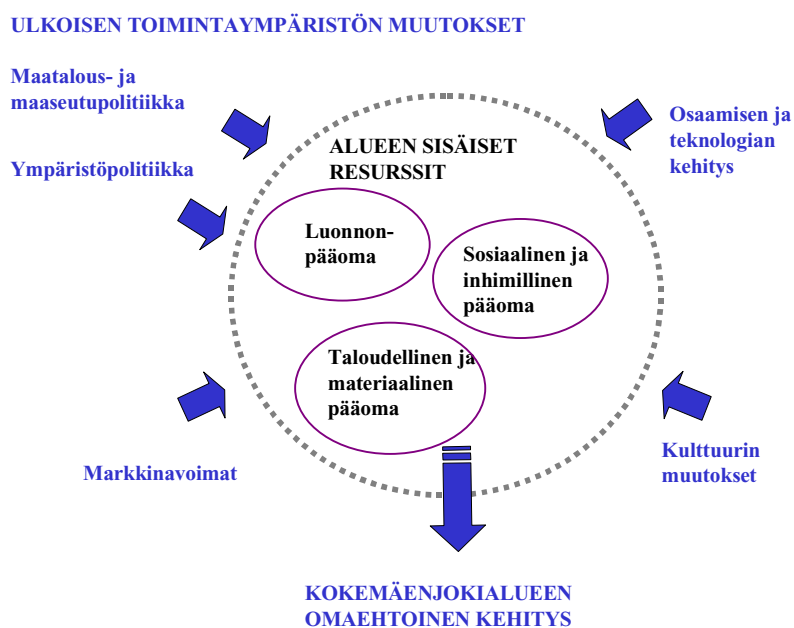 ULKOISEN TOIMINTAYMPÄRISTÖN MUUTOKSET
Maatalous- ja
maaseutupolitiikka
Ympäristöpolitiikka
Osaamisen ja
teknologian
kehitys
ALUEEN SISÄISET
RESURSSIT
Luonnon-
pääoma
Sosiaalinen ja
inhimillinen
pääoma
Taloudellinen ja
materiaalinen
pääoma
Markkinavoimat
Kulttuurin
muutokset
KOKEMÄENJOKIALUEEN
OMAEHTOINEN KEHITYS